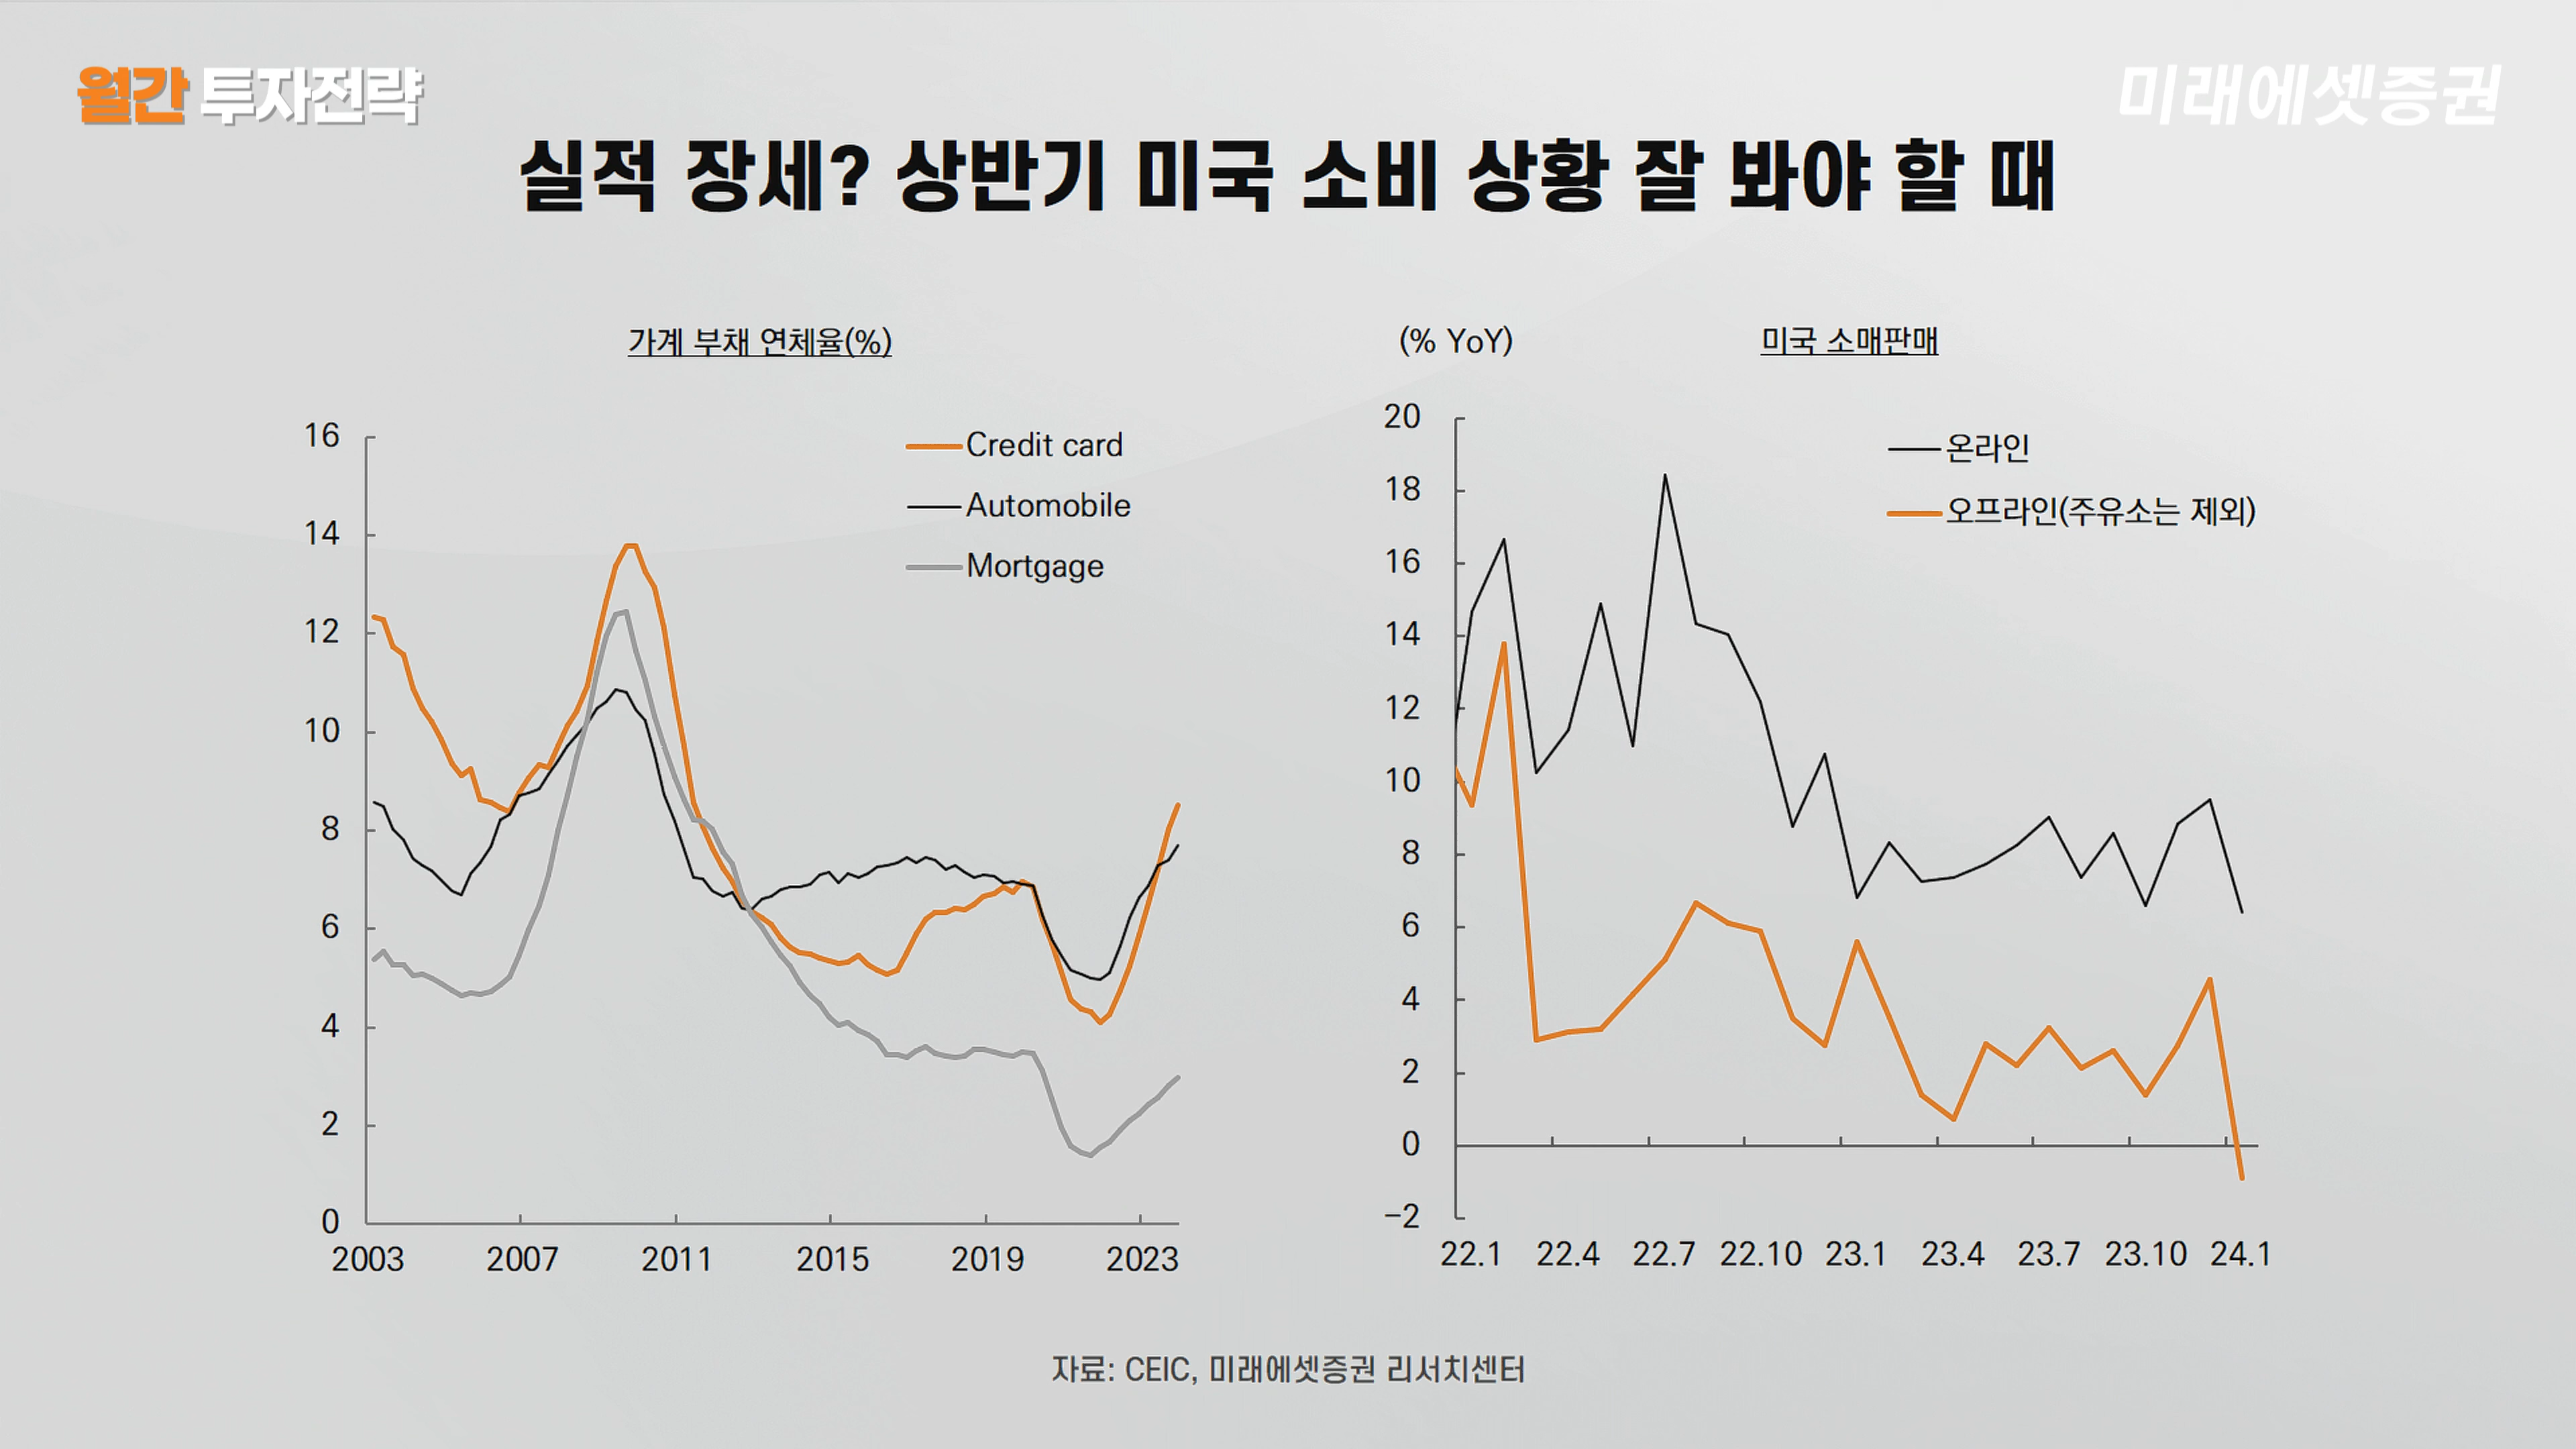 월간 투자전략
미래에셋증권
실적 장세? 상반기 미국 소비 상황 잘 봐야 할 때
가계 부채 연체율(%)
16
14
12
10
8
6
4
2
0
2003 2007 2011 2015 2019 2023
Credit card
Automobile
Mortgage
(% YoY)
미국 소매판매
20
18
16
14
12
10
8
6
4
2
0
−2
22.1 22.4 22.7 22.10 23.1 23.4 23.7 23.10 24.1
온라인
오프라인(주유소는 제외)
자료: CEIC, 미래에셋증권 리서치센터